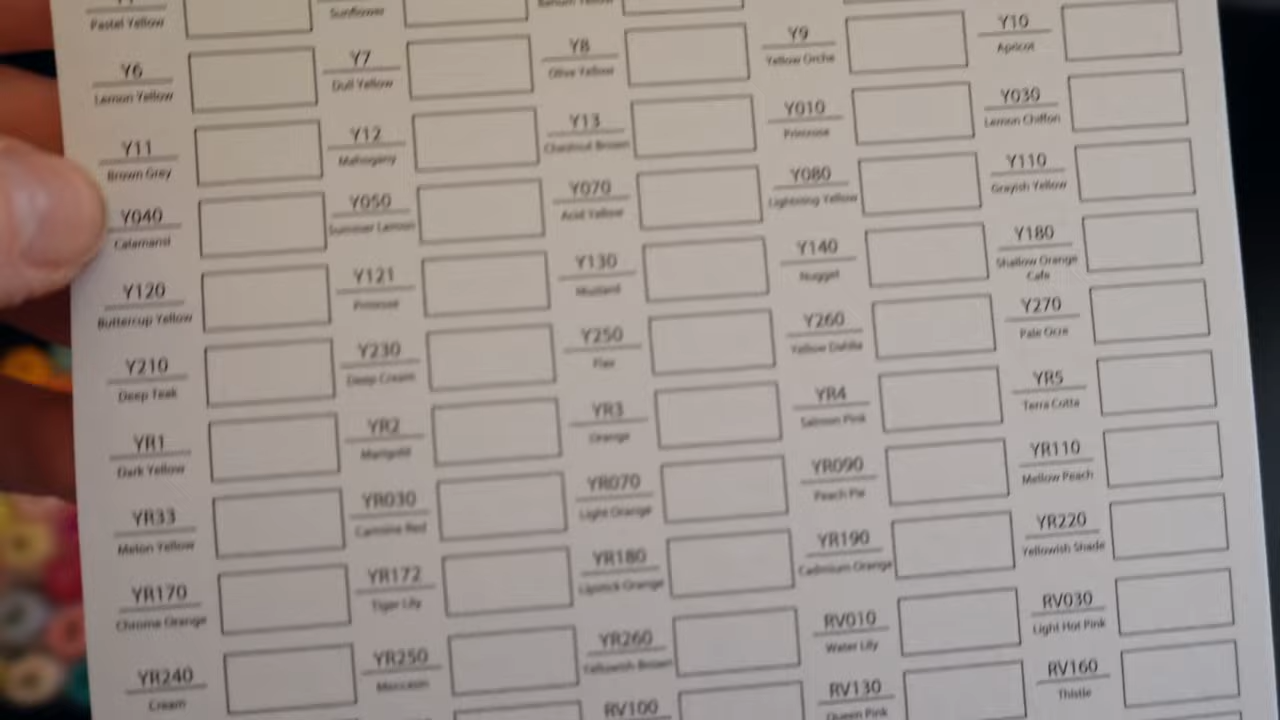 Pastel Yellow
Sunflower
Y6
Lemon Yellow
Y7
Dull Yellow
Y8
Olive Yellow
Y9
Yellow Orche
Y10
Apricot
Y11
Brown Grey
Y12
Mahogany
Y13
Chestnut Brown
Y010
Primrose
Y030
Lemon Chiffon
Y040
Calamansi
Y050
Summer Lemon
Y070
Acid Yellow
Y080
Lightning Yellow
Y110
Grayish Yellow
Y120
Buttercup Yellow
Y121
Primrose
Y130
Mustard
Y140
Nugget
Y180
Shallow Orange
Cafe
Y210
Deep Teak
Y230
Deep Cream
Y250
Flax
Y260
Yellow Dahlia
Y270
Pale Ocre
YR1
Dark Yellow
YR2
Marigold
YR3
Orange
YR4
Salmon Pink
YR5
Terra Cotta
YR33
Melon Yellow
YR030
Carmine Red
YR070
Light Orange
YR090
Peach Pie
YR110
Mellow Peach
YR170
Chrome Orange
YR172
Tiger Lily
YR180
Lipstick Orange
YR190
Cadmium Orange
YR220
Yellowish Shade
YR240
Cream
YR250
Moccasin
YR260
Yellowish Brown
RV010
Water Lily
RV030
Light Hot Pink
RV100
RV130
Queen Pink
RV160
Thistle